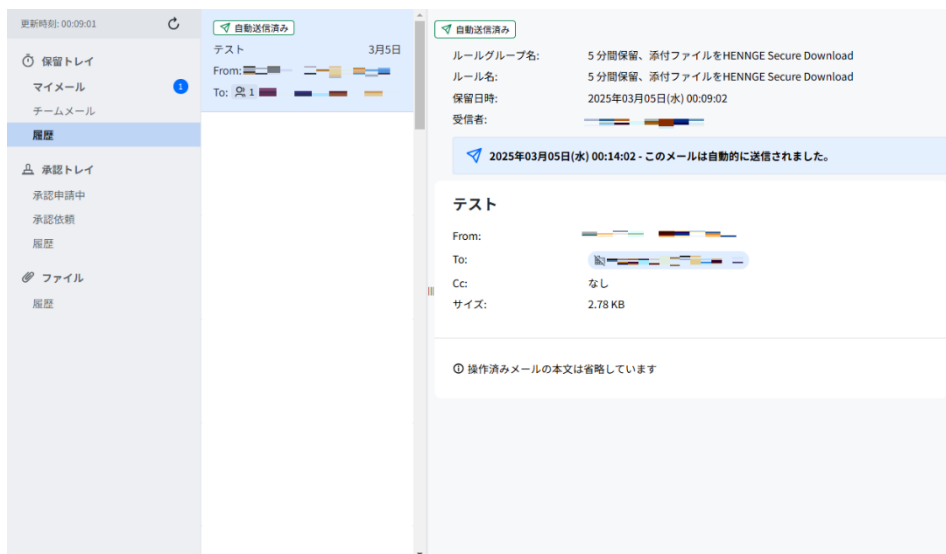 更新時刻: 00:09:01
保留トレイ
マイメール 1
チームメール
履歴
承認トレイ
承認申請中
承認依頼
履歴
ファイル
履歴
自動送信済み
テスト 3月5日
From:
To: 1
自動送信済み
ルールグループ名: 5 分間保留、添付ファイルをHENNGE Secure Download
ルール名: 5 分間保留、添付ファイルをHENNGE Secure Download
保留日時: 2025年03月05日(水) 00:09:02
受信者:
2025年03月05日(水) 00:14:02 - このメールは自動的に送信されました。
テスト
From:
To:
Cc: なし
サイズ: 2.78 KB
操作済みメールの本文は省略しています